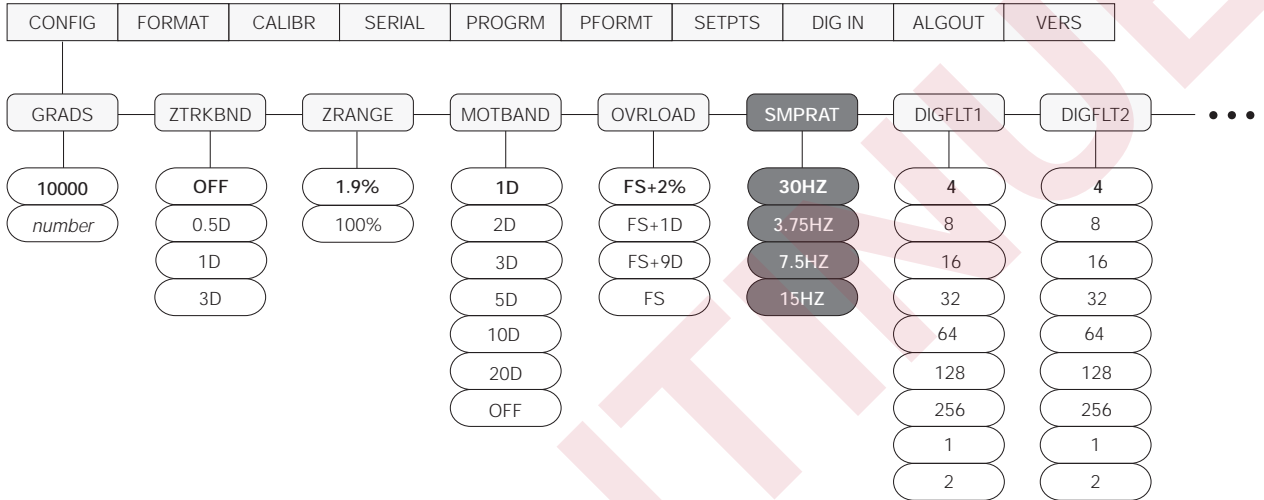 CONFIG FORMAT CALIBR SERIAL PROGRM PFORMT SETPTS DIG IN ALGOUT VERS
GRADS ZTRKBND ZRANGE MOTBAND OVRLOAD SMPRAT DIGFLT1 DIGFLT2 •••
10000 OFF 1.9% 1D FS+2% 30HZ 4 4
number 0.5D 100% 2D FS+1D 3.75HZ 8 8
1D 3D FS+9D 7.5HZ 16 16
3D 5D FS 15HZ 32 32
10D 64 64
20D 128 128
OFF 256 256
1 1
2 2